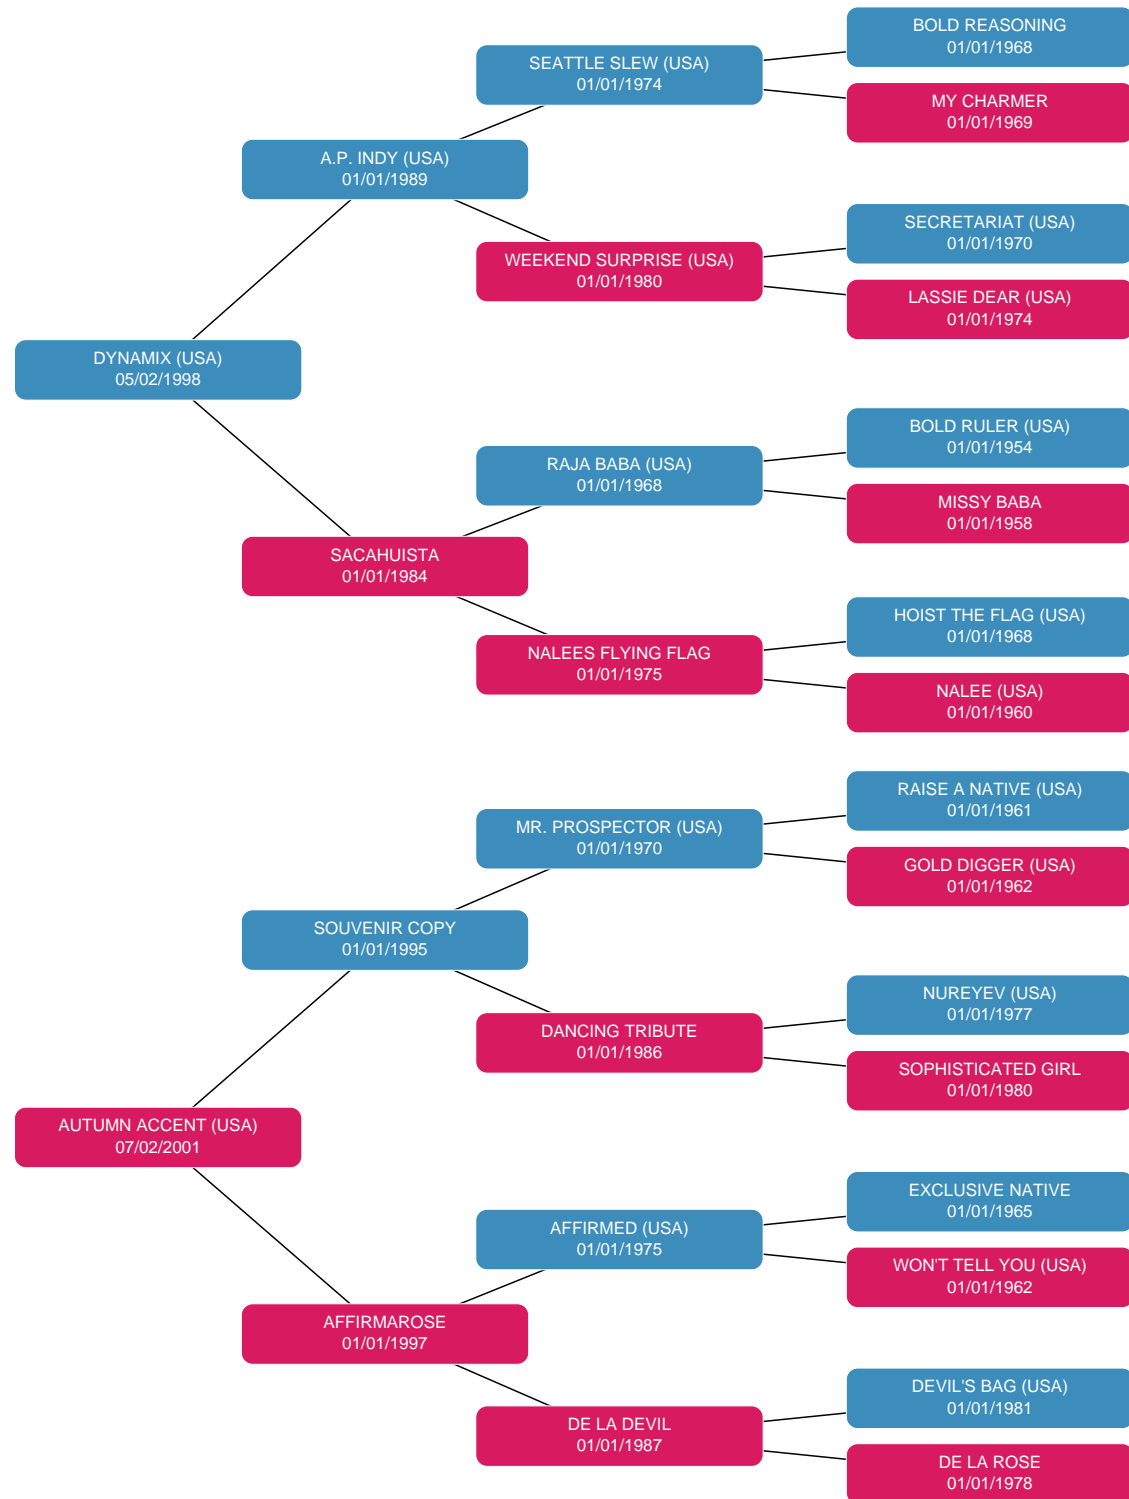 BOLD REASONING
01/01/1968
SEATTLE SLEW (USA)
01/01/1974
MY CHARMER
01/01/1969
A.P. INDY (USA)
01/01/1989
SECRETARIAT (USA)
01/01/1970
WEEKEND SURPRISE (USA)
01/01/1980
LASSIE DEAR (USA)
01/01/1974
DYNAMIX (USA)
05/02/1998
BOLD RULER (USA)
01/01/1954
RAJA BABA (USA)
01/01/1968
MISSY BABA
01/01/1958
SACAHUISTA
01/01/1984
HOIST THE FLAG (USA)
01/01/1968
NALEES FLYING FLAG
01/01/1975
NALEE (USA)
01/01/1960
RAISE A NATIVE (USA)
01/01/1961
MR. PROSPECTOR (USA)
01/01/1970
GOLD DIGGER (USA)
01/01/1962
SOUVENIR COPY
01/01/1995
NUREYEV (USA)
01/01/1977
DANCING TRIBUTE
01/01/1986
SOPHISTICATED GIRL
01/01/1980
AUTUMN ACCENT (USA)
07/02/2001
EXCLUSIVE NATIVE
01/01/1965
AFFIRMED (USA)
01/01/1975
WON'T TELL YOU (USA)
01/01/1962
AFFIRMAROSE
01/01/1997
DEVIL'S BAG (USA)
01/01/1981
DE LA DEVIL
01/01/1987
DE LA ROSE
01/01/1978